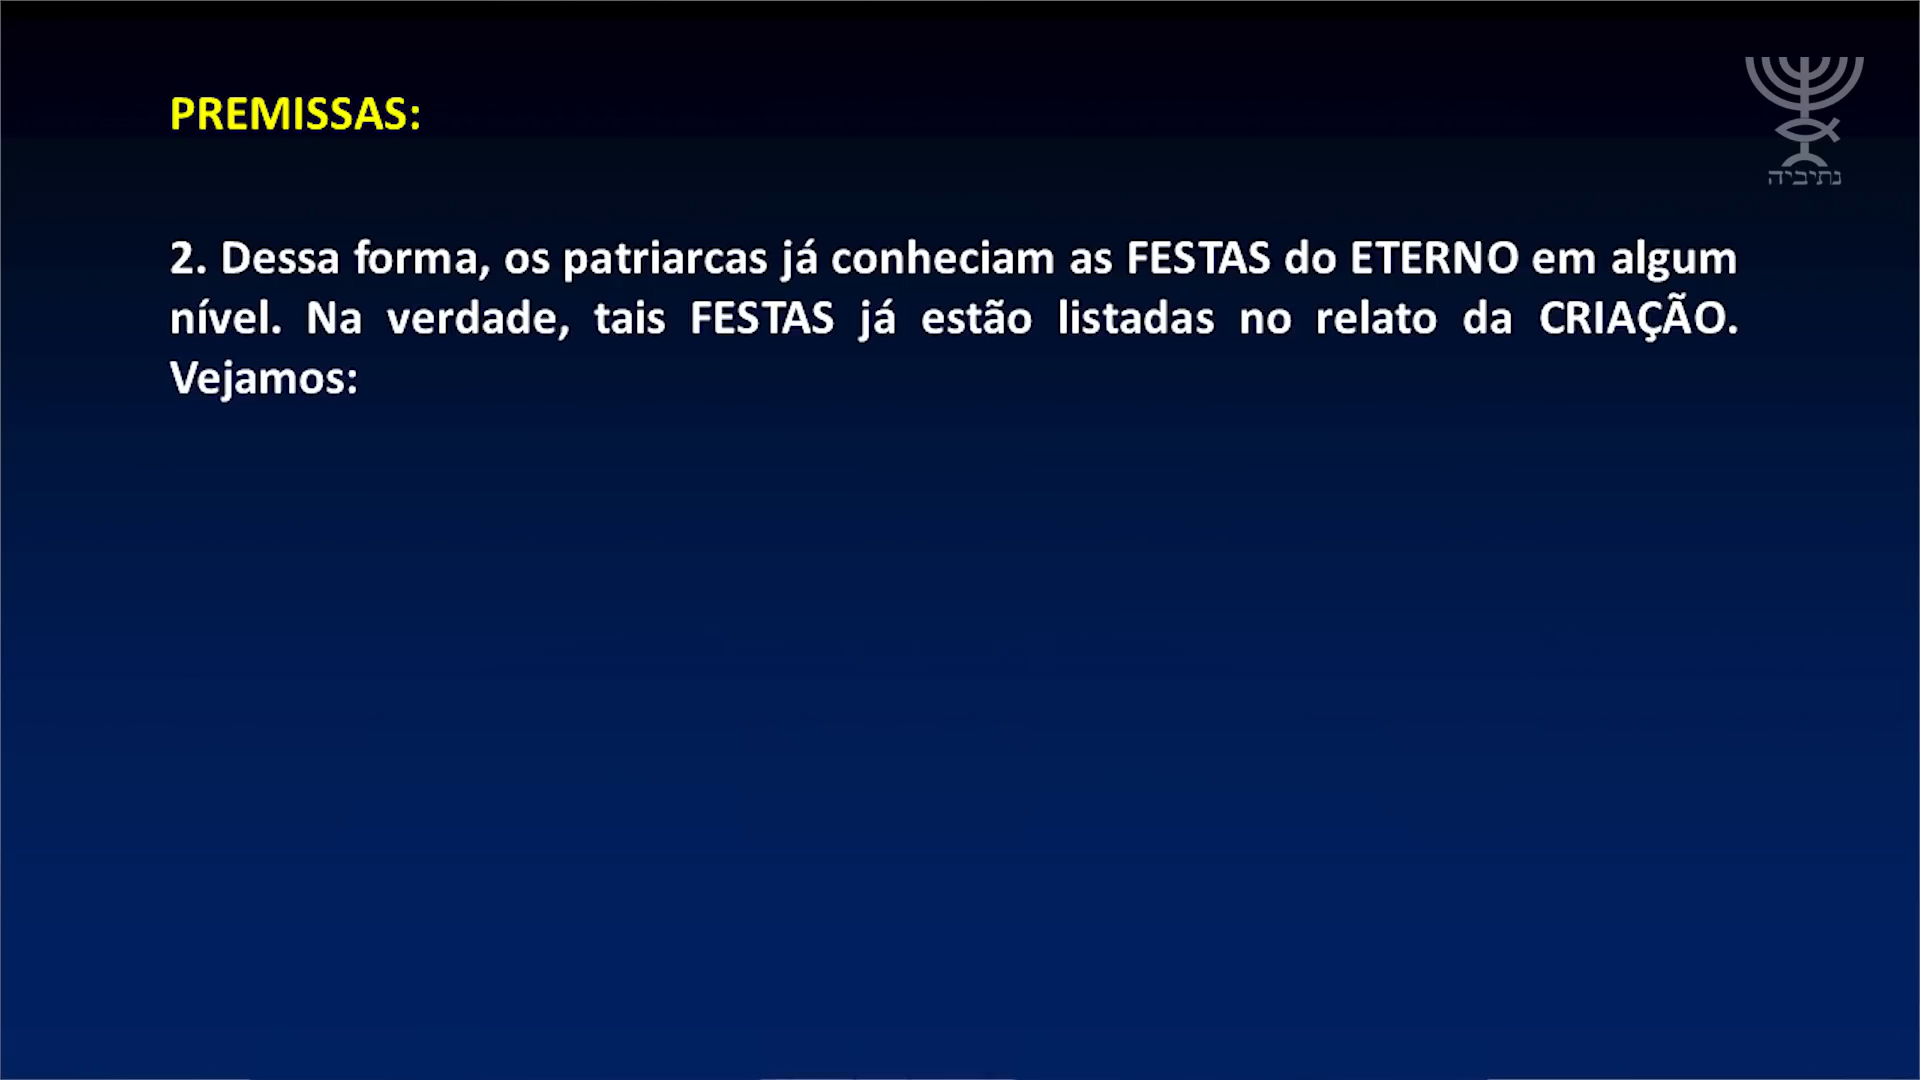 PREMISSAS:
נתיביה
2. Dessa forma, os patriarcas já conheciam as FESTAS do ETERNO em algum
nível. Na verdade, tais FESTAS já estão listadas no relato da CRIAÇÃO.
Vejamos: